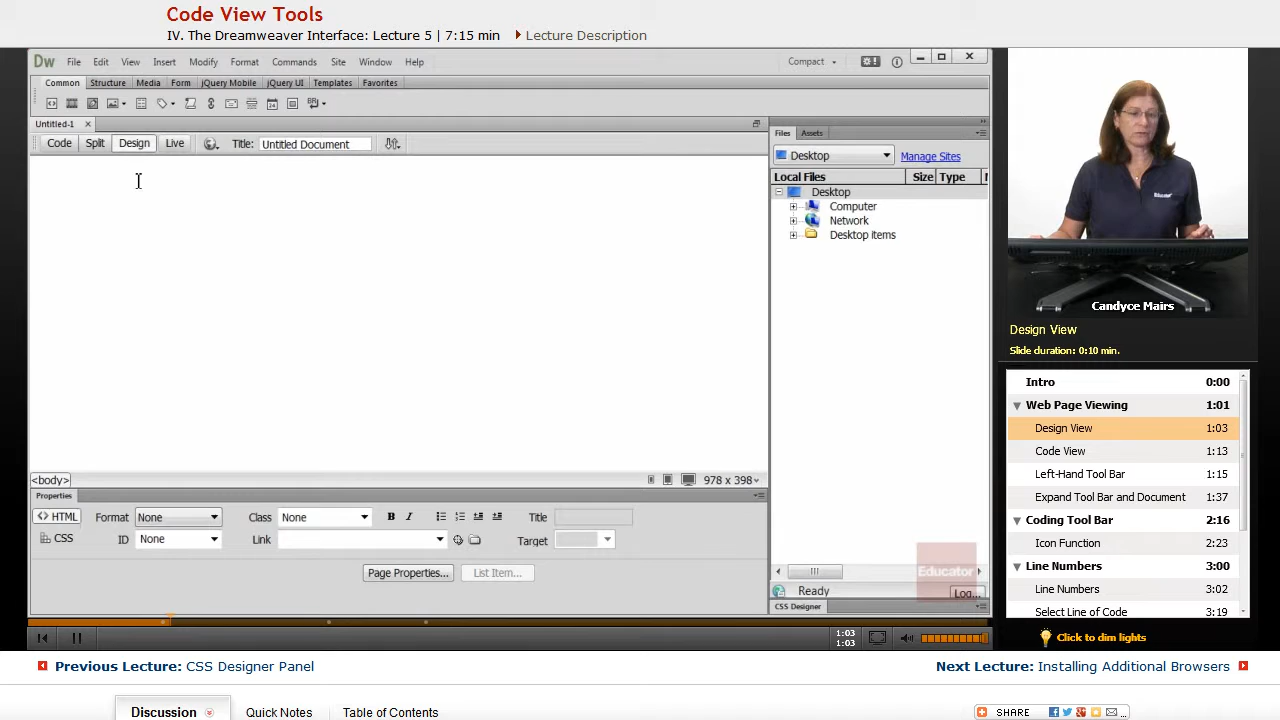 Code View Tools
IV. The Dreamweaver Interface: Lecture 5 | 7:15 min Lecture Description
Dw File Edit View Insert Modify Format Commands Site Window Help Compact
Common Structure Media Form jQuery Mobile jQuery UI Templates Favorites
Untitled-1 x
Code Split Design Live Title: Untitled Document
Files Assets
Desktop Manage Sites
Local Files Size Type
Desktop
Computer
Network
Desktop items
<body> 978 x 398
Properties
<> HTML Format None Class None B I Title
CSS ID None Link Target
Page Properties... List Item...
Educator
Ready Log...
CSS Designer
1:03
1:03
Candyce Mairs
Design View
Slide duration: 0:10 min.
Intro 0:00
Web Page Viewing 1:01
Design View 1:03
Code View 1:13
Left-Hand Tool Bar 1:15
Expand Tool Bar and Document 1:37
Coding Tool Bar 2:16
Icon Function 2:23
Line Numbers 3:00
Line Numbers 3:02
Select Line of Code 3:19
Click to dim lights
Previous Lecture: CSS Designer Panel
Next Lecture: Installing Additional Browsers
Discussion Quick Notes Table of Contents
SHARE